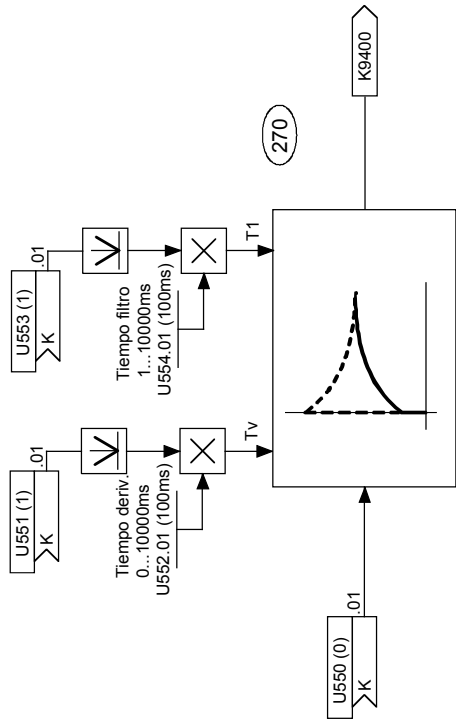 U551 (1)
K
.01
Tiempo deriv.
0...10000ms
U552.01 (100ms)
Tv
U553 (1)
K
.01
Tiempo filtro
1...10000ms
U554.01 (100ms)
T1
270
U550 (0)
K
.01
K9400